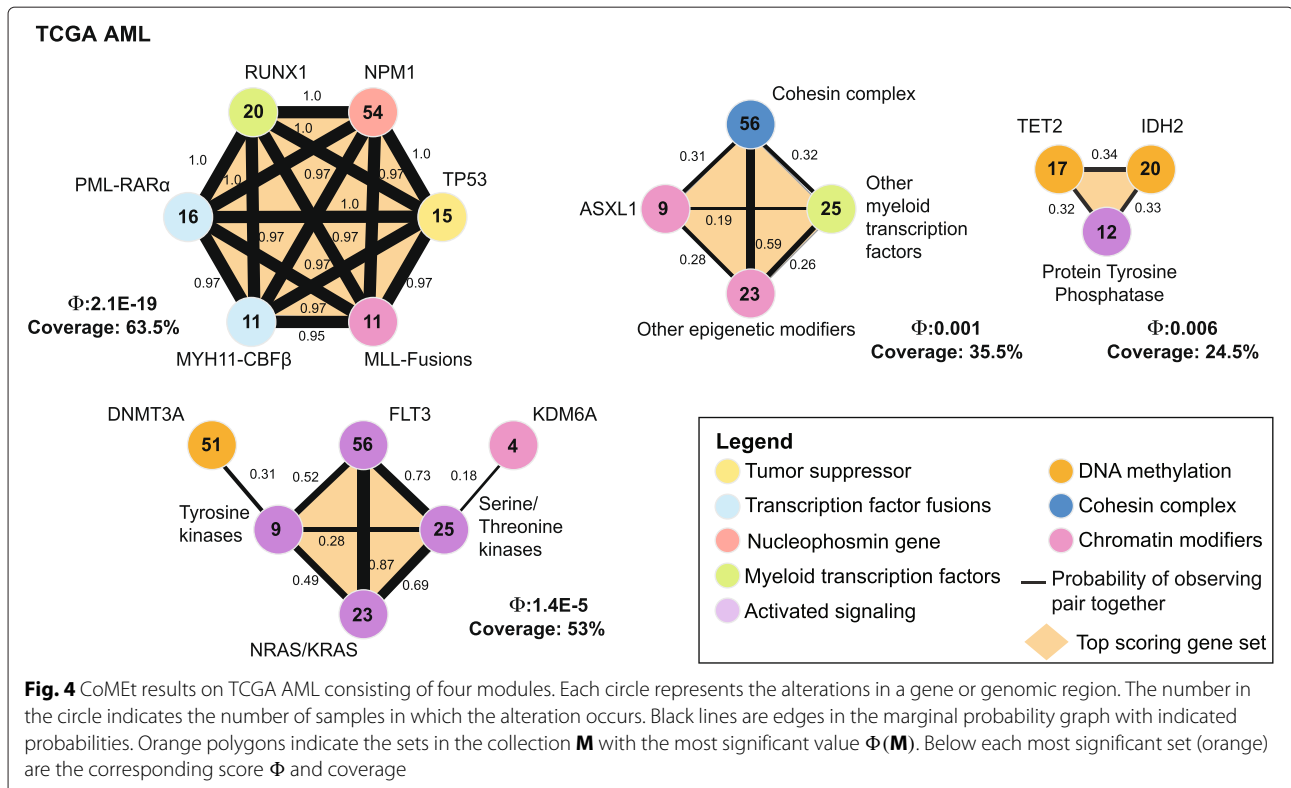 TCGA AML
RUNX1
NPM1
1.0
20
54
1.0
1.0
1.0
0.97
0.97
PML-RARα
1.0
TP53
16
1.0
15
0.97
0.97
0.97
0.97
0.97
0.97
11
0.95
11
Φ:2.1E-19
Coverage: 63.5%
MYH11-CBFβ
MLL-Fusions
Cohesin complex
56
0.31
0.32
ASXL1
9
25
Other
myeloid
transcription
factors
0.19
0.59
0.28
0.26
23
Other epigenetic modifiers
Φ:0.001
Coverage: 35.5%
TET2
IDH2
17
0.34
20
0.32
0.33
12
Protein Tyrosine
Phosphatase
Φ:0.006
Coverage: 24.5%
DNMT3A
FLT3
KDM6A
51
56
4
0.31
0.52
0.73
0.18
Tyrosine
kinases
9
25
Serine/
Threonine
kinases
0.28
0.87
0.49
0.69
23
NRAS/KRAS
Φ:1.4E-5
Coverage: 53%
Legend
Tumor suppressor
Transcription factor fusions
Nucleophosmin gene
Myeloid transcription factors
Activated signaling
DNA methylation
Cohesin complex
Chromatin modifiers
Probability of observing
pair together
Top scoring gene set
Fig. 4 CoMEt results on TCGA AML consisting of four modules. Each circle represents the alterations in a gene or genomic region. The number in
the circle indicates the number of samples in which the alteration occurs. Black lines are edges in the marginal probability graph with indicated
probabilities. Orange polygons indicate the sets in the collection M with the most significant value Φ(M). Below each most significant set (orange)
are the corresponding score Φ and coverage